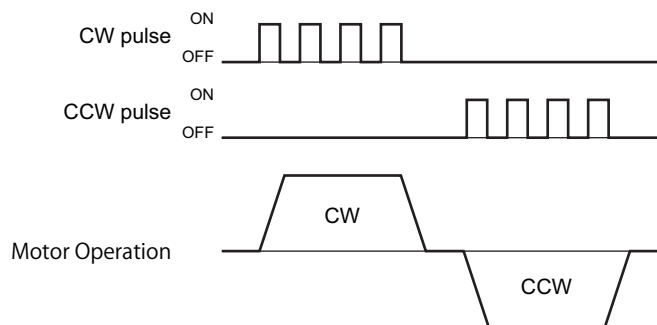 ON
CW pulse
OFF
ON
CCW pulse
OFF
CW
Motor Operation
CCW